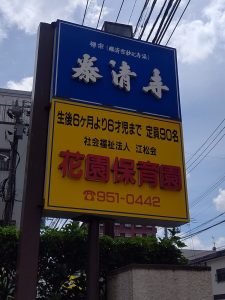 泰清寺
生後6ヶ月より6才児まで 定員90名
社会福祉法人 江松会
花園保育園
☎951-0442